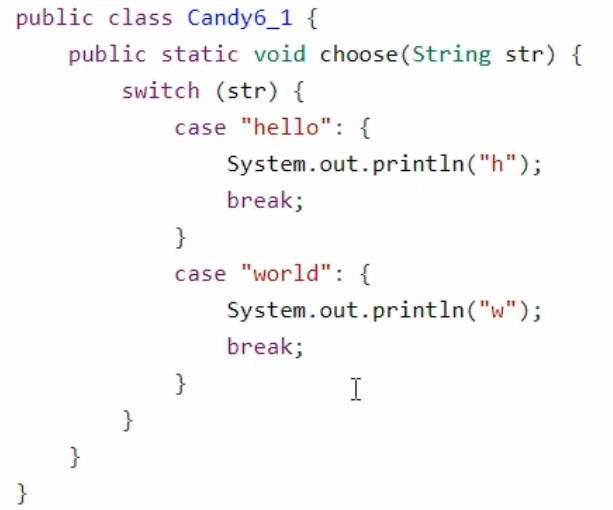 public class Candy6_1 {
    public static void choose(String str) {
        switch (str) {
            case "hello": {
                System.out.println("h");
                break;
            }
            case "world": {
                System.out.println("w");
                break;
            }
        }
    }
}